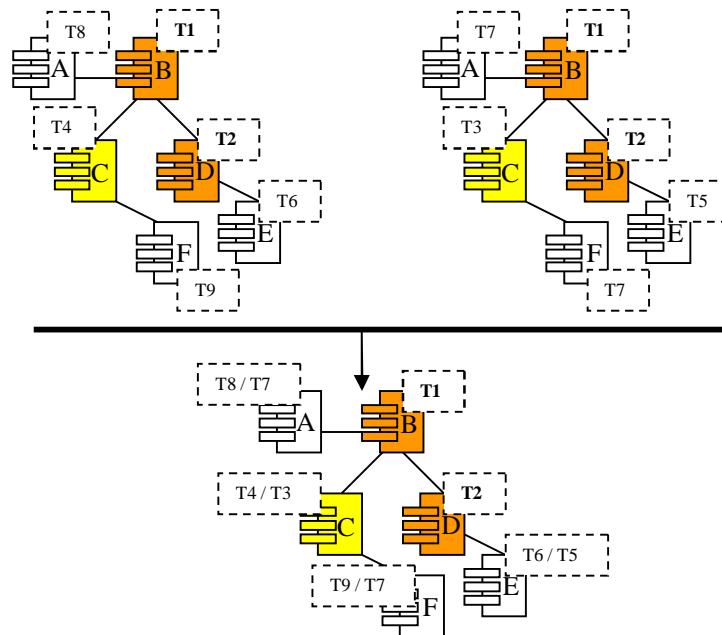 T8
T1
A
B
T4
T2
C
D
T6
E
F
T9
T7
T1
A
B
T3
T2
C
D
T5
E
F
T7
T8 / T7
T1
A
B
T4 / T3
T2
C
D
T6 / T5
T9 / T7
E
F